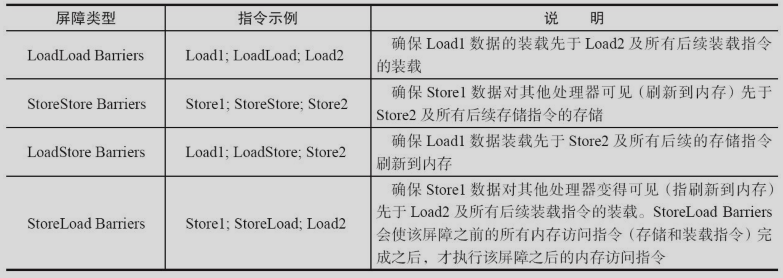 屏障类型 指令示例 说 明
LoadLoad Barriers Load1; LoadLoad; Load2 确保 Load1 数据的装载先于 Load2 及所有后续装载指令
的装载
StoreStore Barriers Store1; StoreStore; Store2 确保 Store1 数据对其他处理器可见（刷新到内存）先于
Store2 及所有后续存储指令的存储
LoadStore Barriers Load1; LoadStore; Store2 确保 Load1 数据装载先于 Store2 及所有后续的存储指令
刷新到内存
StoreLoad Barriers Store1; StoreLoad; Load2 确保 Store1 数据对其他处理器变得可见（指刷新到内存）
先于 Load2 及所有后续装载指令的装载。StoreLoad Barriers
会使该屏障之前的所有内存访问指令（存储和装载指令）完
成之后，才执行该屏障之后的内存访问指令